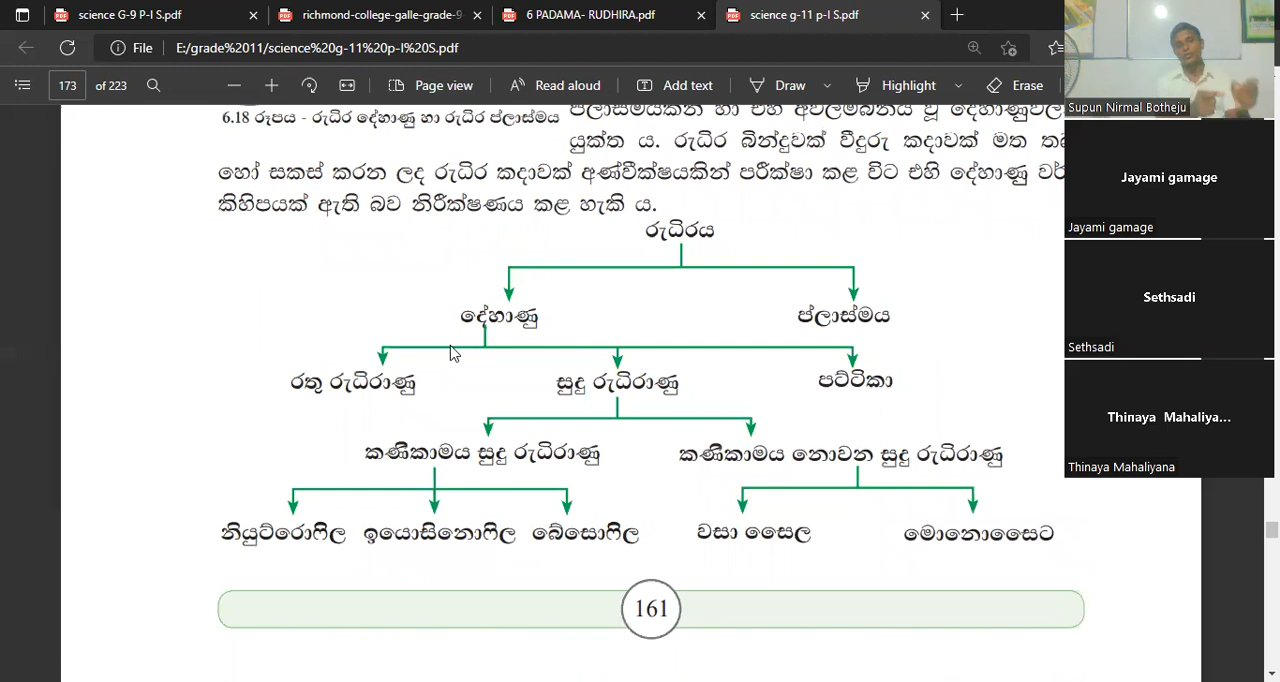 science G-9 P-I S.pdf
richmond-college-galle-grade-9
6 PADAMA- RUDHIRA.pdf
science g-11 p-I S.pdf
File
E:/grade%2011/science%20g-11%20p-I%20S.pdf
173 of 223
Page view
Read aloud
Add text
Draw
Highlight
Erase
Supun Nirmal Botheju
Jayami gamage
Jayami gamage
Sethsadi
Sethsadi
Thinaya Mahaliya...
Thinaya Mahaliyana
6.18 රූපය - රුධිර දේහාණු හා රුධිර ප්ලාස්මය
ප්ලාස්මයකින් හා එහි අවලම්බනය වූ
යුක්ත ය. රුධිර බින්දුවක් වීදුරු කදාවක් මත
හෝ සකස් කරන ලද රුධිර කදාවක් අණ්වීක්ෂයකින් පරීක්ෂා කළ විට එහි දේහාණු
කිහිපයක් ඇති බව නිරීක්ෂණය කළ හැකි ය.
රුධිරය
දේහාණු
ප්ලාස්මය
රතු රුධිරාණු
සුදු රුධිරාණු
පට්ටිකා
කණිකාමය සුදු රුධිරාණු
කණිකාමය නොවන සුදු රුධිරාණු
නියුට්රොෆිල
ඉයොසිනොෆිල
බේසොෆිල
වසා සෛල
මොනොසෛට
161